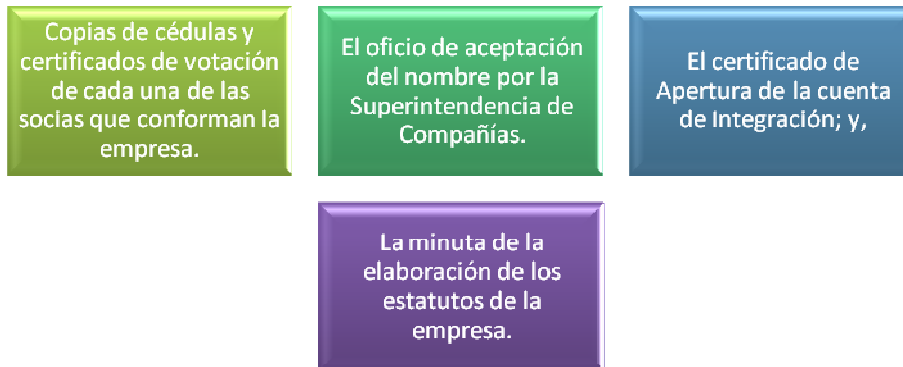 Copias de cédulas y
certificados de votación
de cada una de las
socias que conforman la
empresa.
El oficio de aceptación
del nombre por la
Superintendencia de
Compañías.
El certificado de
Apertura de la cuenta
de Integración; y,
La minuta de la
elaboración de los
estatutos de la
empresa.